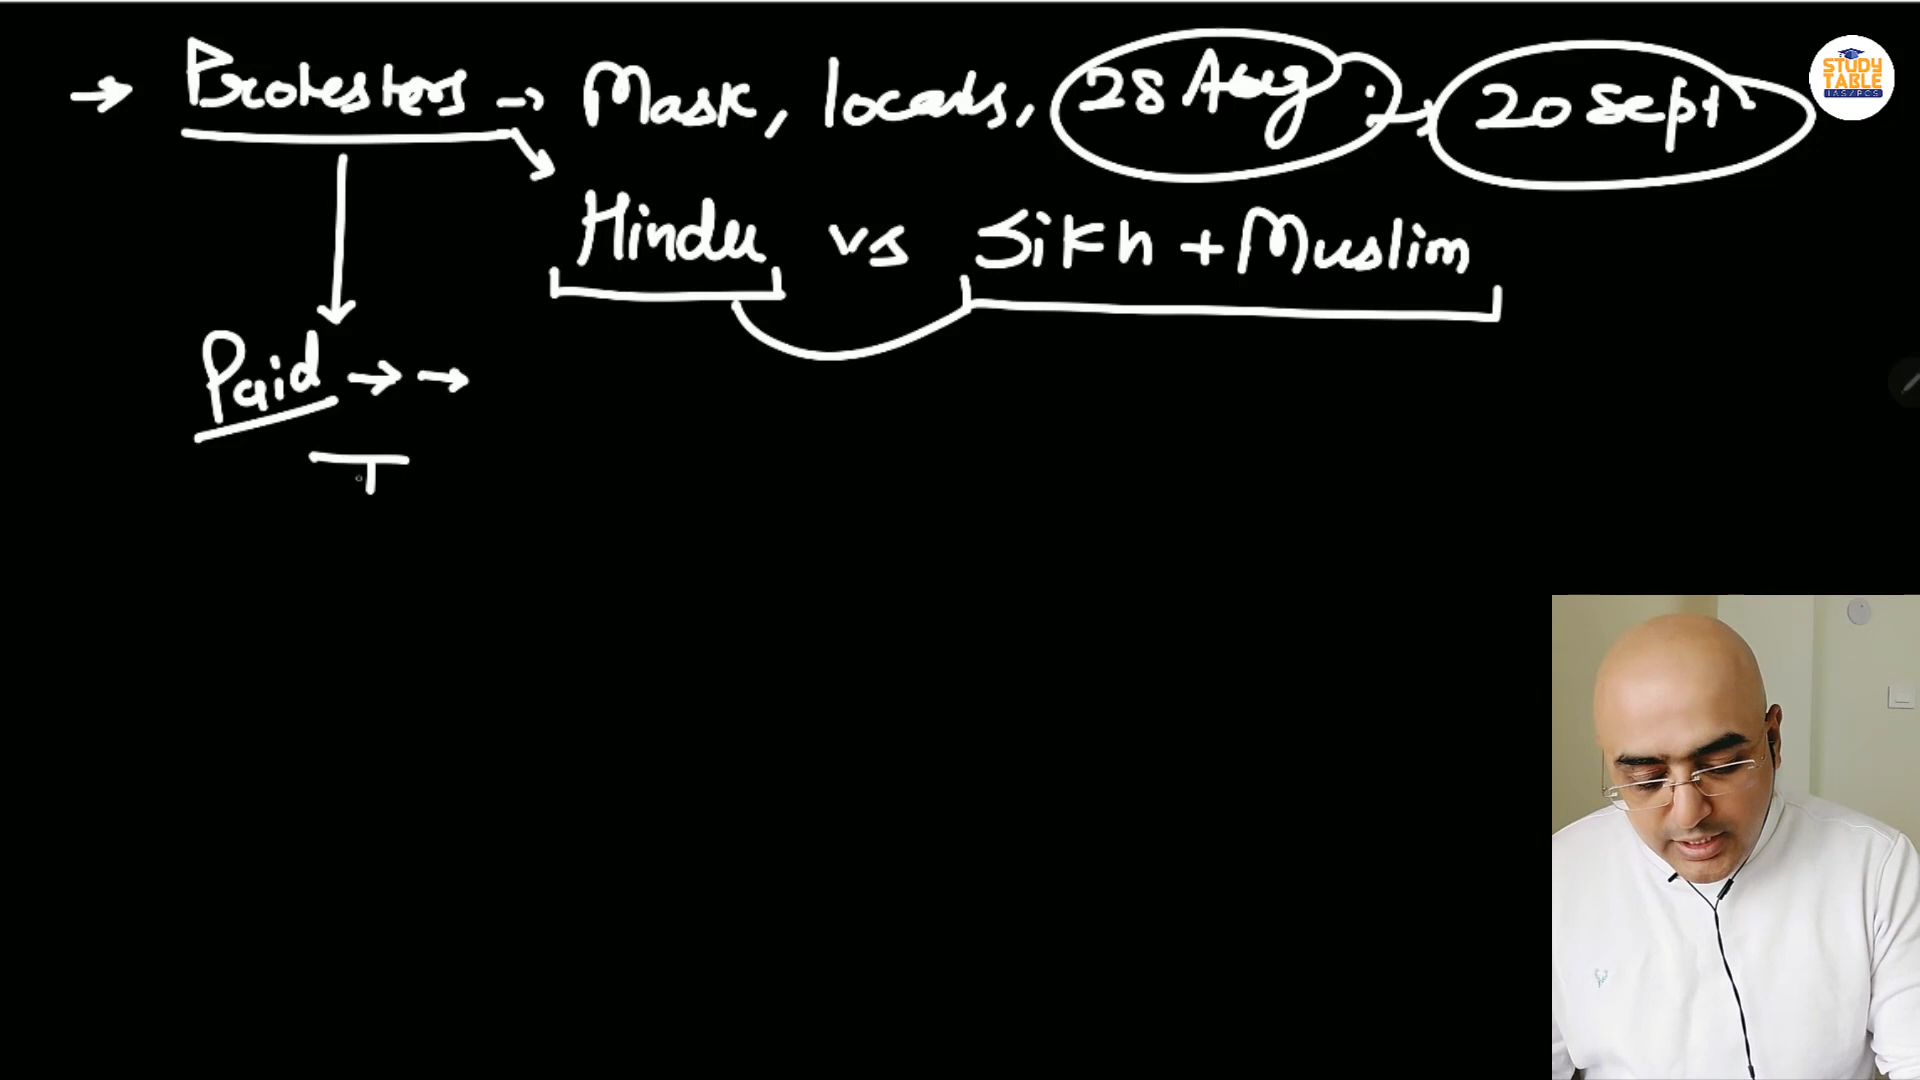 → Protesters → Mask, locals, 28 Aug, 20 Sept
Hindu vs Sikh + Muslim
Paid → →
T
STUDY
TABLE
IAS/PCS